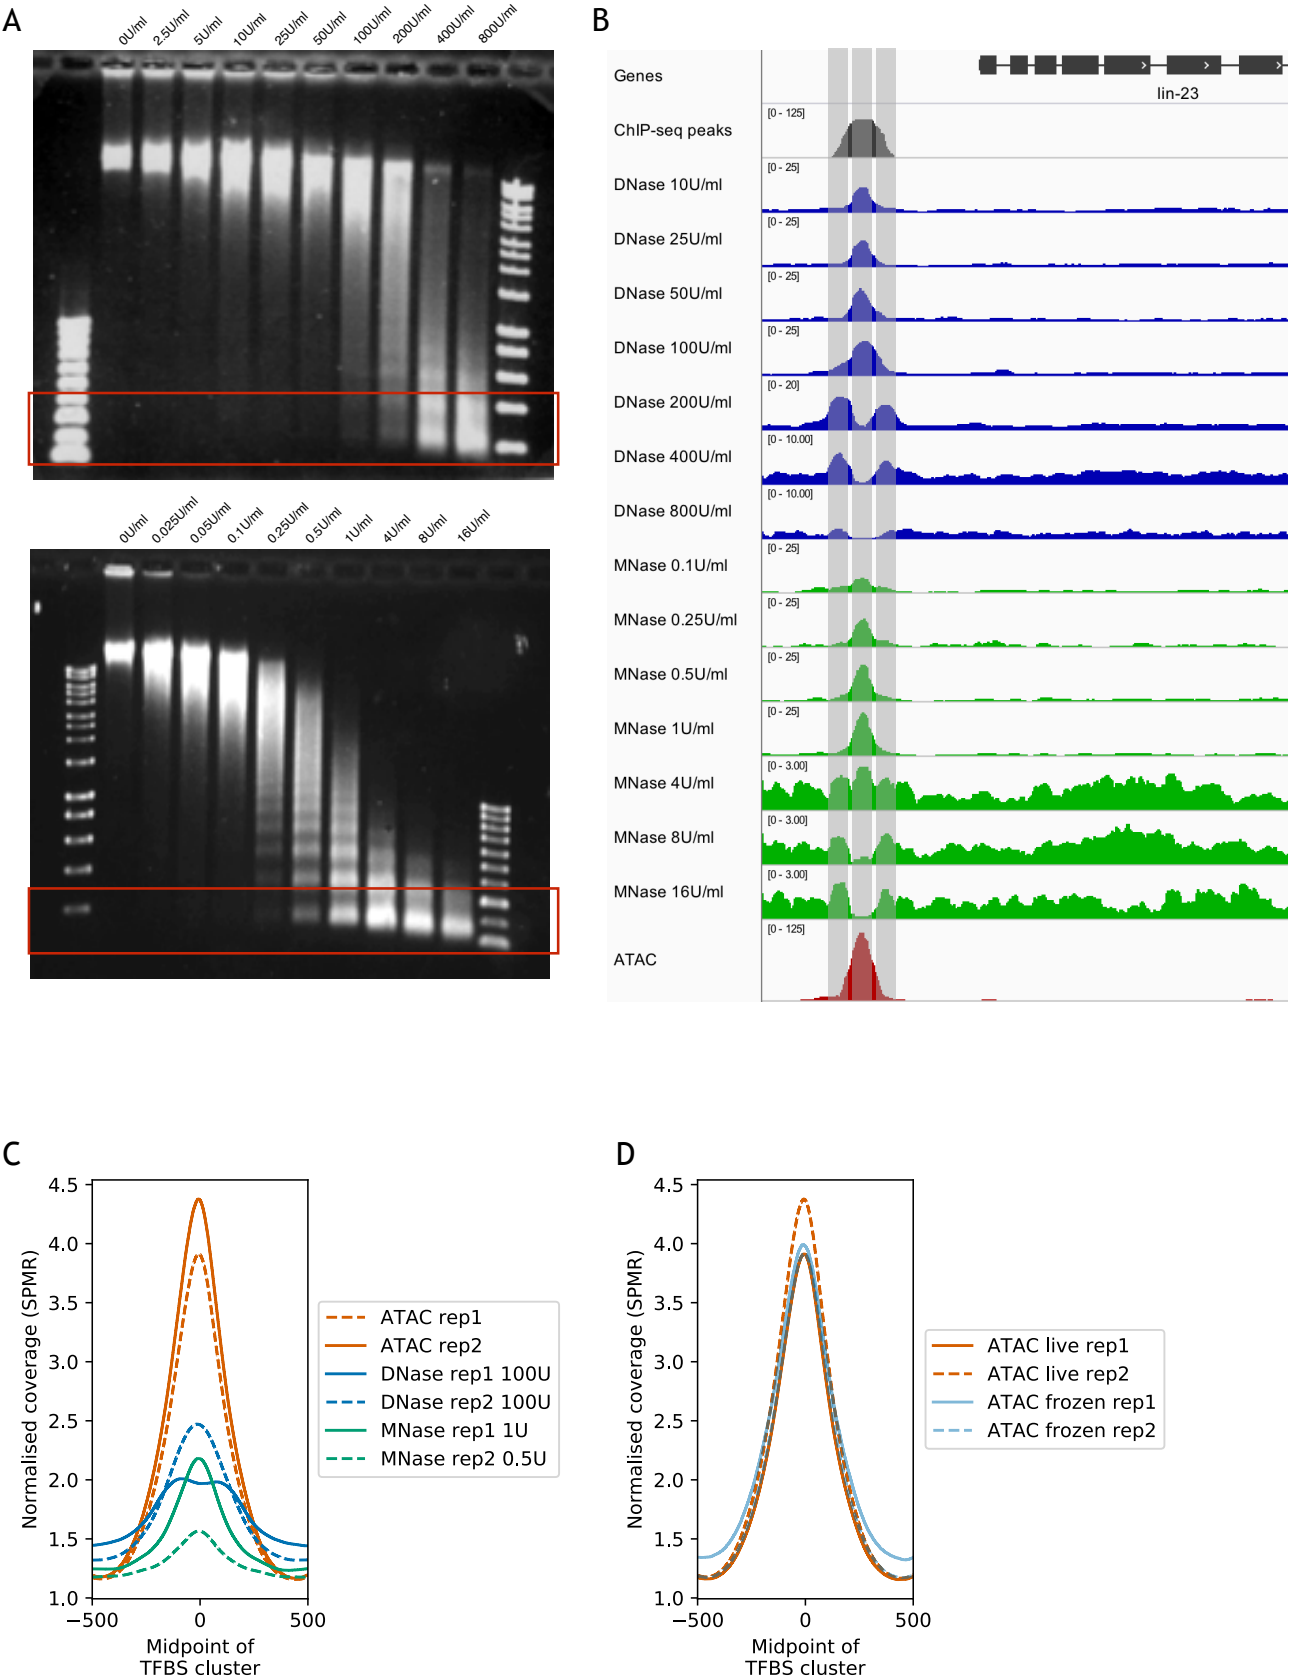 A
0U/ml 2.5U/ml 5U/ml 10U/ml 25U/ml 50U/ml 100U/ml 200U/ml 400U/ml 800U/ml
0U/ml 0.025U/ml 0.05U/ml 0.1U/ml 0.25U/ml 0.5U/ml 1U/ml 4U/ml 8U/ml 16U/ml
B
Genes
lin-23
ChIP-seq peaks [0 - 125]
DNase 10U/ml [0 - 25]
DNase 25U/ml [0 - 25]
DNase 50U/ml [0 - 25]
DNase 100U/ml [0 - 25]
DNase 200U/ml [0 - 20]
DNase 400U/ml [0 - 10.00]
DNase 800U/ml [0 - 10.00]
MNase 0.1U/ml [0 - 25]
MNase 0.25U/ml [0 - 25]
MNase 0.5U/ml [0 - 25]
MNase 1U/ml [0 - 25]
MNase 4U/ml [0 - 3.00]
MNase 8U/ml [0 - 3.00]
MNase 16U/ml [0 - 3.00]
ATAC [0 - 125]
C
Normalised coverage (SPMR)
4.5
4.0
3.5
3.0
2.5
2.0
1.5
1.0
−500 0 500
Midpoint of
TFBS cluster
ATAC rep1
ATAC rep2
DNase rep1 100U
DNase rep2 100U
MNase rep1 1U
MNase rep2 0.5U
D
Normalised coverage (SPMR)
4.5
4.0
3.5
3.0
2.5
2.0
1.5
1.0
−500 0 500
Midpoint of
TFBS cluster
ATAC live rep1
ATAC live rep2
ATAC frozen rep1
ATAC frozen rep2